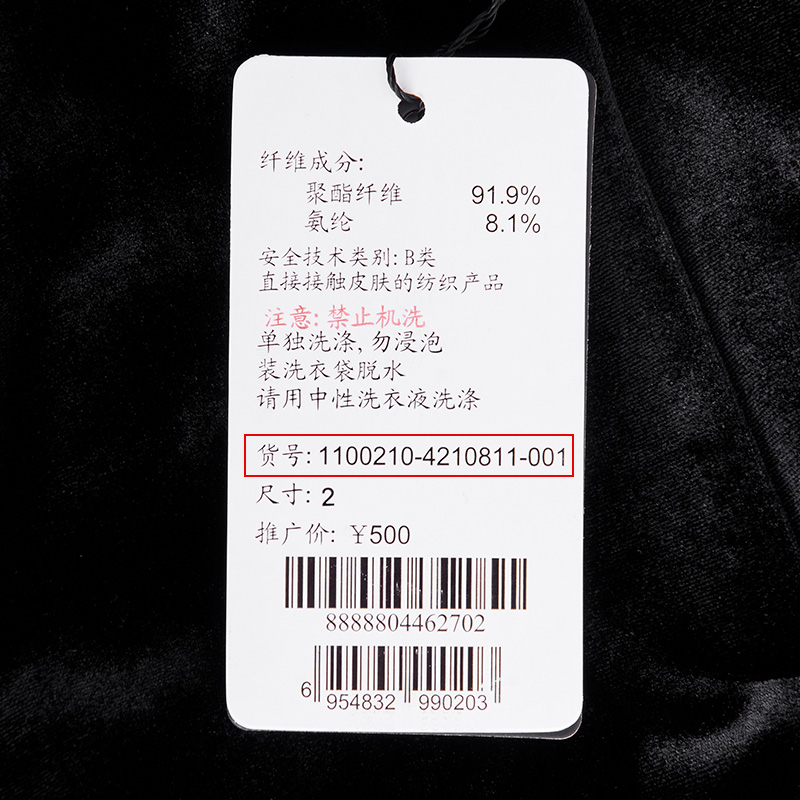 纤维成分:
聚酯纤维 91.9%
氨纶 8.1%
安全技术类别: B类
直接接触皮肤的纺织产品
注意: 禁止机洗
单独洗涤, 勿浸泡
装洗衣袋脱水
请用中性洗衣液洗涤
货号: 1100210-4210811-001
尺寸: 2
推广价: ¥500
8888804462702
6 954832 990203